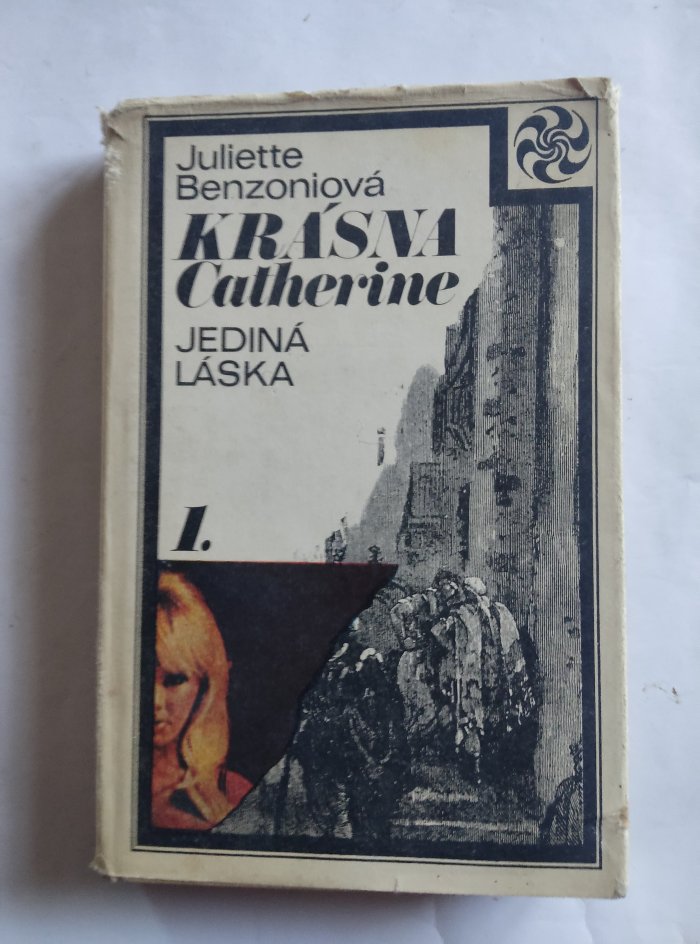 Juliette
Benzoniová
KRÁSNA
Catherine
JEDINÁ
LÁSKA
1.